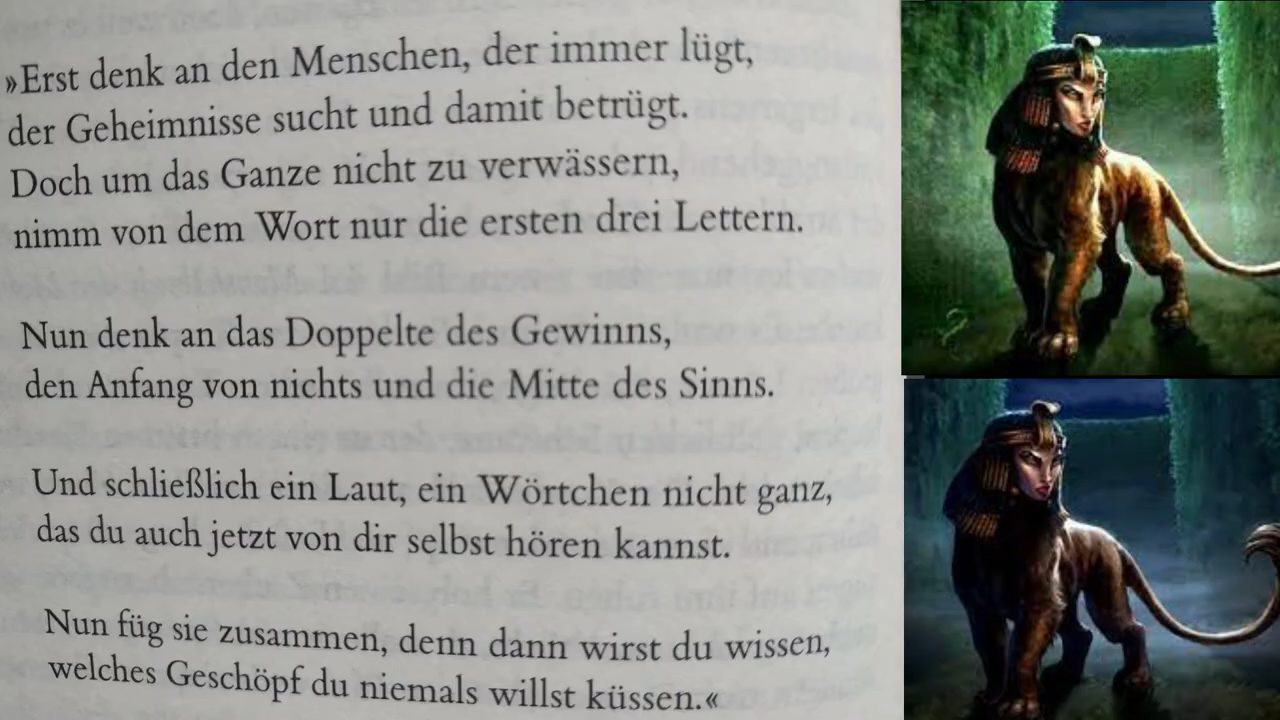 »Erst denk an den Menschen, der immer lügt,
der Geheimnisse sucht und damit betrügt.
Doch um das Ganze nicht zu verwässern,
nimm von dem Wort nur die ersten drei Lettern.
Nun denk an das Doppelte des Gewinns,
den Anfang von nichts und die Mitte des Sinns.
Und schließlich ein Laut, ein Wörtchen nicht ganz,
das du auch jetzt von dir selbst hören kannst.
Nun füg sie zusammen, denn dann wirst du wissen,
welches Geschöpf du niemals willst küssen.«